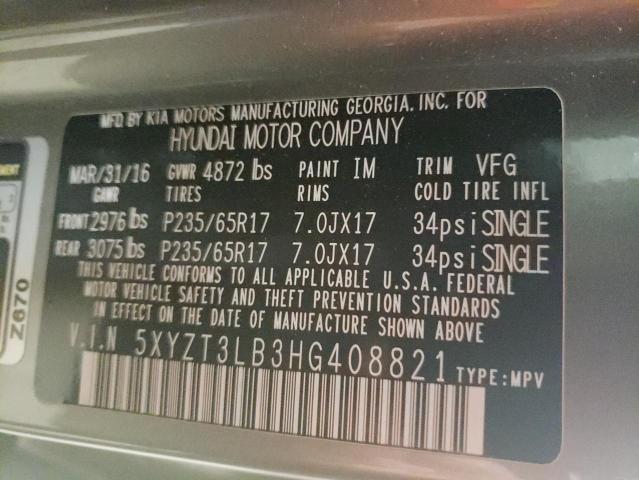 MFD BY KIA MOTORS MANUFACTURING GEORGIA, INC. FOR
HYUNDAI MOTOR COMPANY
MAR/31/16 GVWR 4872 lbs PAINT IM TRIM VFG
GAWR TIRES RIMS COLD TIRE INFL
FRONT 2976 lbs P235/65R17 7.0JX17 34psi SINGLE
REAR 3075 lbs P235/65R17 7.0JX17 34psi SINGLE
THIS VEHICLE CONFORMS TO ALL APPLICABLE U.S.A. FEDERAL
MOTOR VEHICLE SAFETY AND THEFT PREVENTION STANDARDS
IN EFFECT ON THE DATE OF MANUFACTURE SHOWN ABOVE
V.I.N 5XYZT3LB3HG408821 TYPE:MPV
Z670